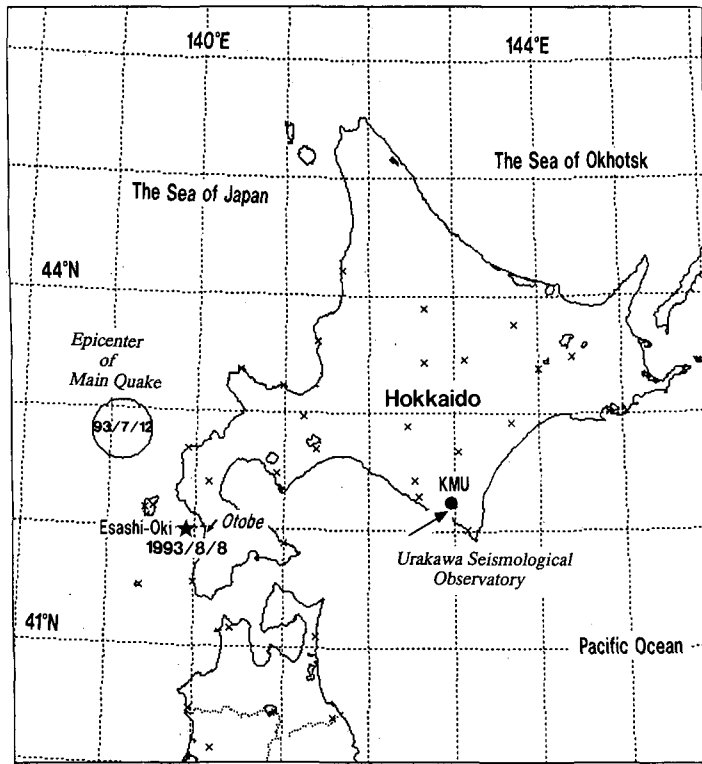 140°E
144°E
The Sea of Okhotsk
The Sea of Japan
44°N
Epicenter
of
Main Quake
93/7/12
Hokkaido
KMU
Esashi-Oki
Otobe
1993/8/8
Urakawa Seismological
Observatory
41°N
Pacific Ocean